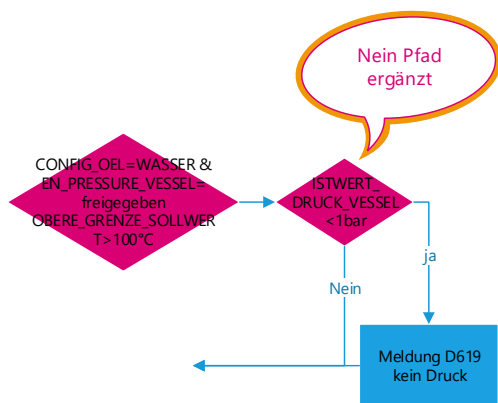 Nein Pfad
ergänzt
CONFIG_OEL=WASSER &
EN_PRESSURE_VESSEL=
freigegeben
OBERE_GRENZE_SOLLWER
T>100°C
ISTWERT_
DRUCK_VESSEL
<1bar
ja
Nein
Meldung D619
kein Druck